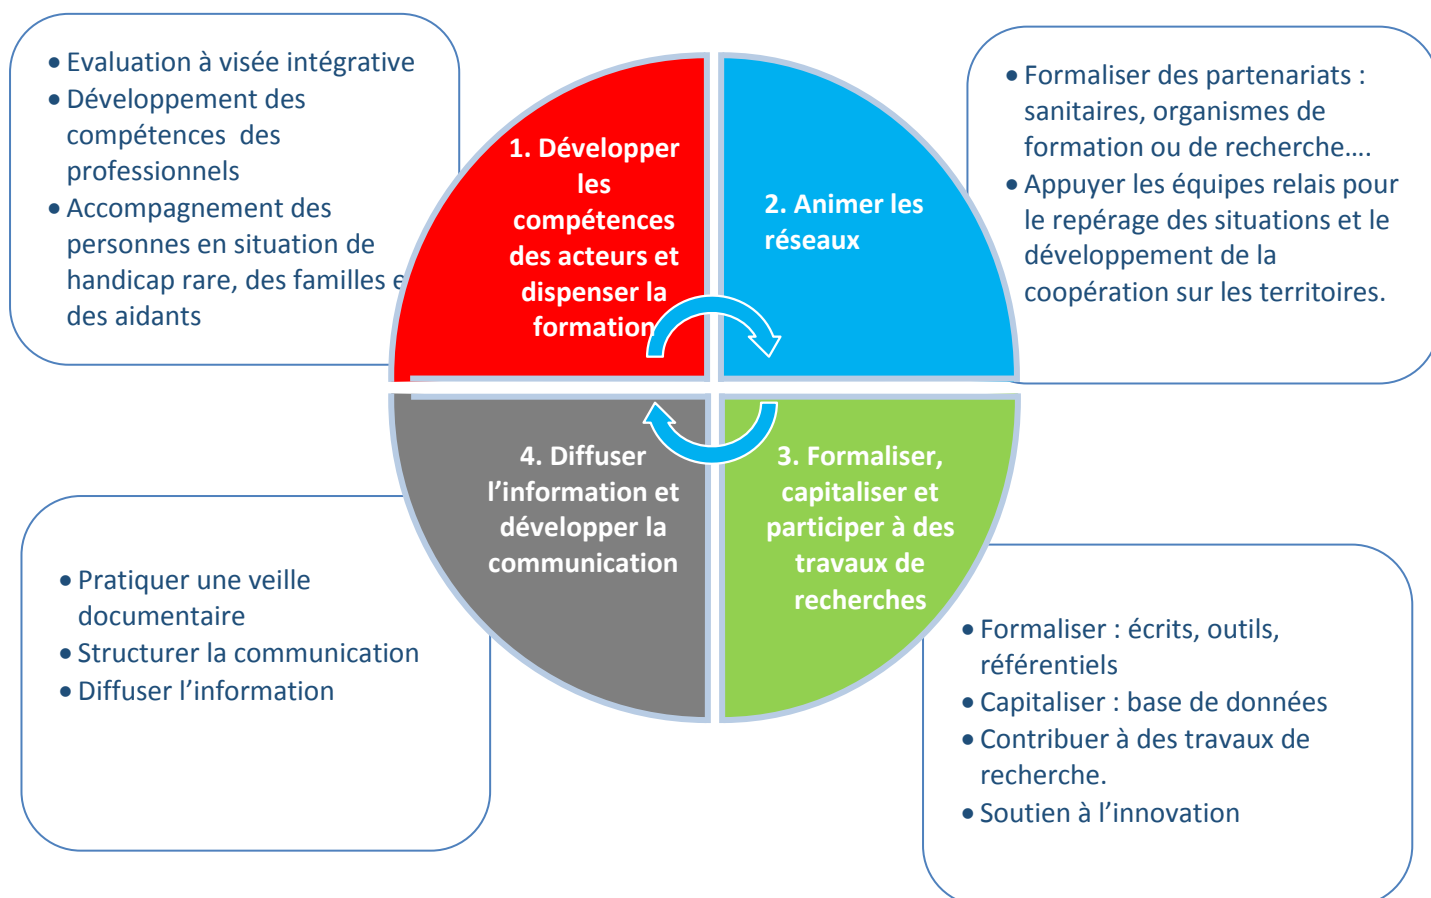 • Evaluation à visée intégrative
• Développement des
compétences  des
professionnels
• Accompagnement des
personnes en situation de
handicap rare, des familles e
des aidants
1. Développer
les
compétences
des acteurs et
dispenser la
formation
2. Animer les
réseaux
• Formaliser des partenariats :
sanitaires, organismes de
formation ou de recherche….
• Appuyer les équipes relais pour
le repérage des situations et le
développement de la
coopération sur les territoires.
4. Diffuser
l’information et
développer la
communication
3. Formaliser,
capitaliser et
participer à des
travaux de
recherches
• Pratiquer une veille
documentaire
• Structurer la communication
• Diffuser l’information
• Formaliser : écrits, outils,
référentiels
• Capitaliser : base de données
• Contribuer à des travaux de
recherche.
• Soutien à l’innovation